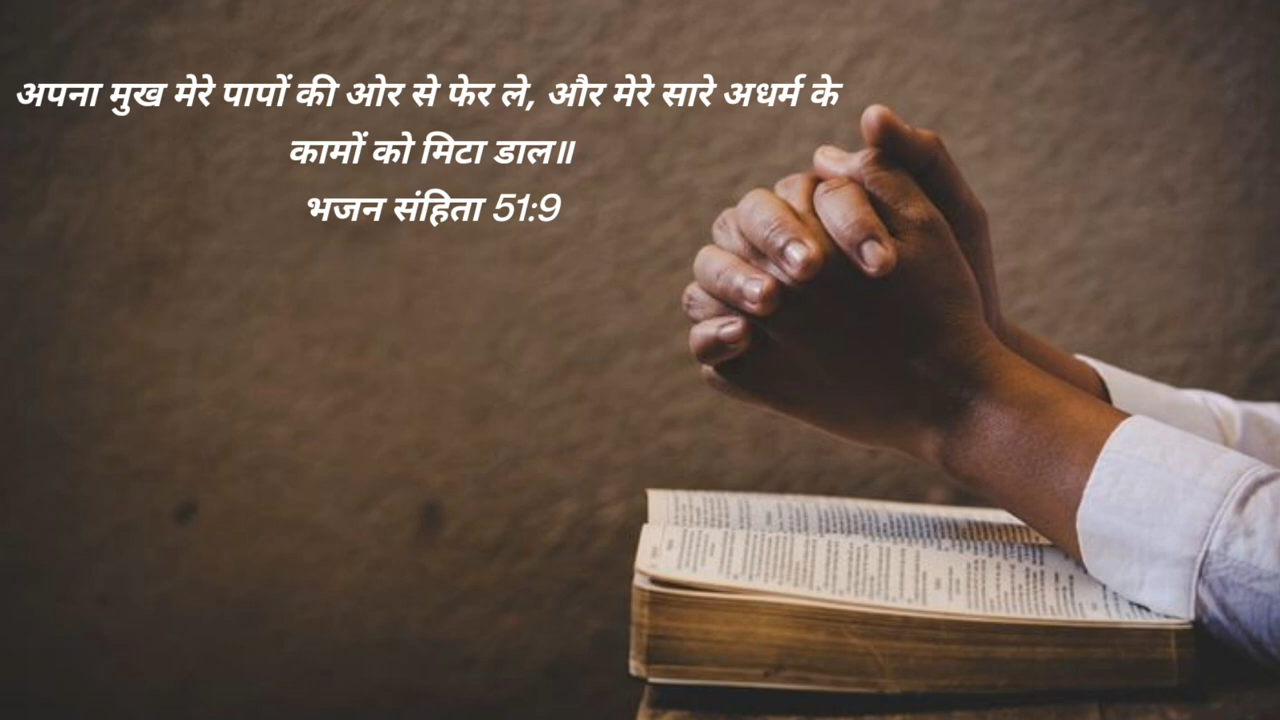 अपना मुख मेरे पापों की ओर से फेर ले, और मेरे सारे अधर्म के
कामों को मिटा डाल॥
भजन संहिता 51:9